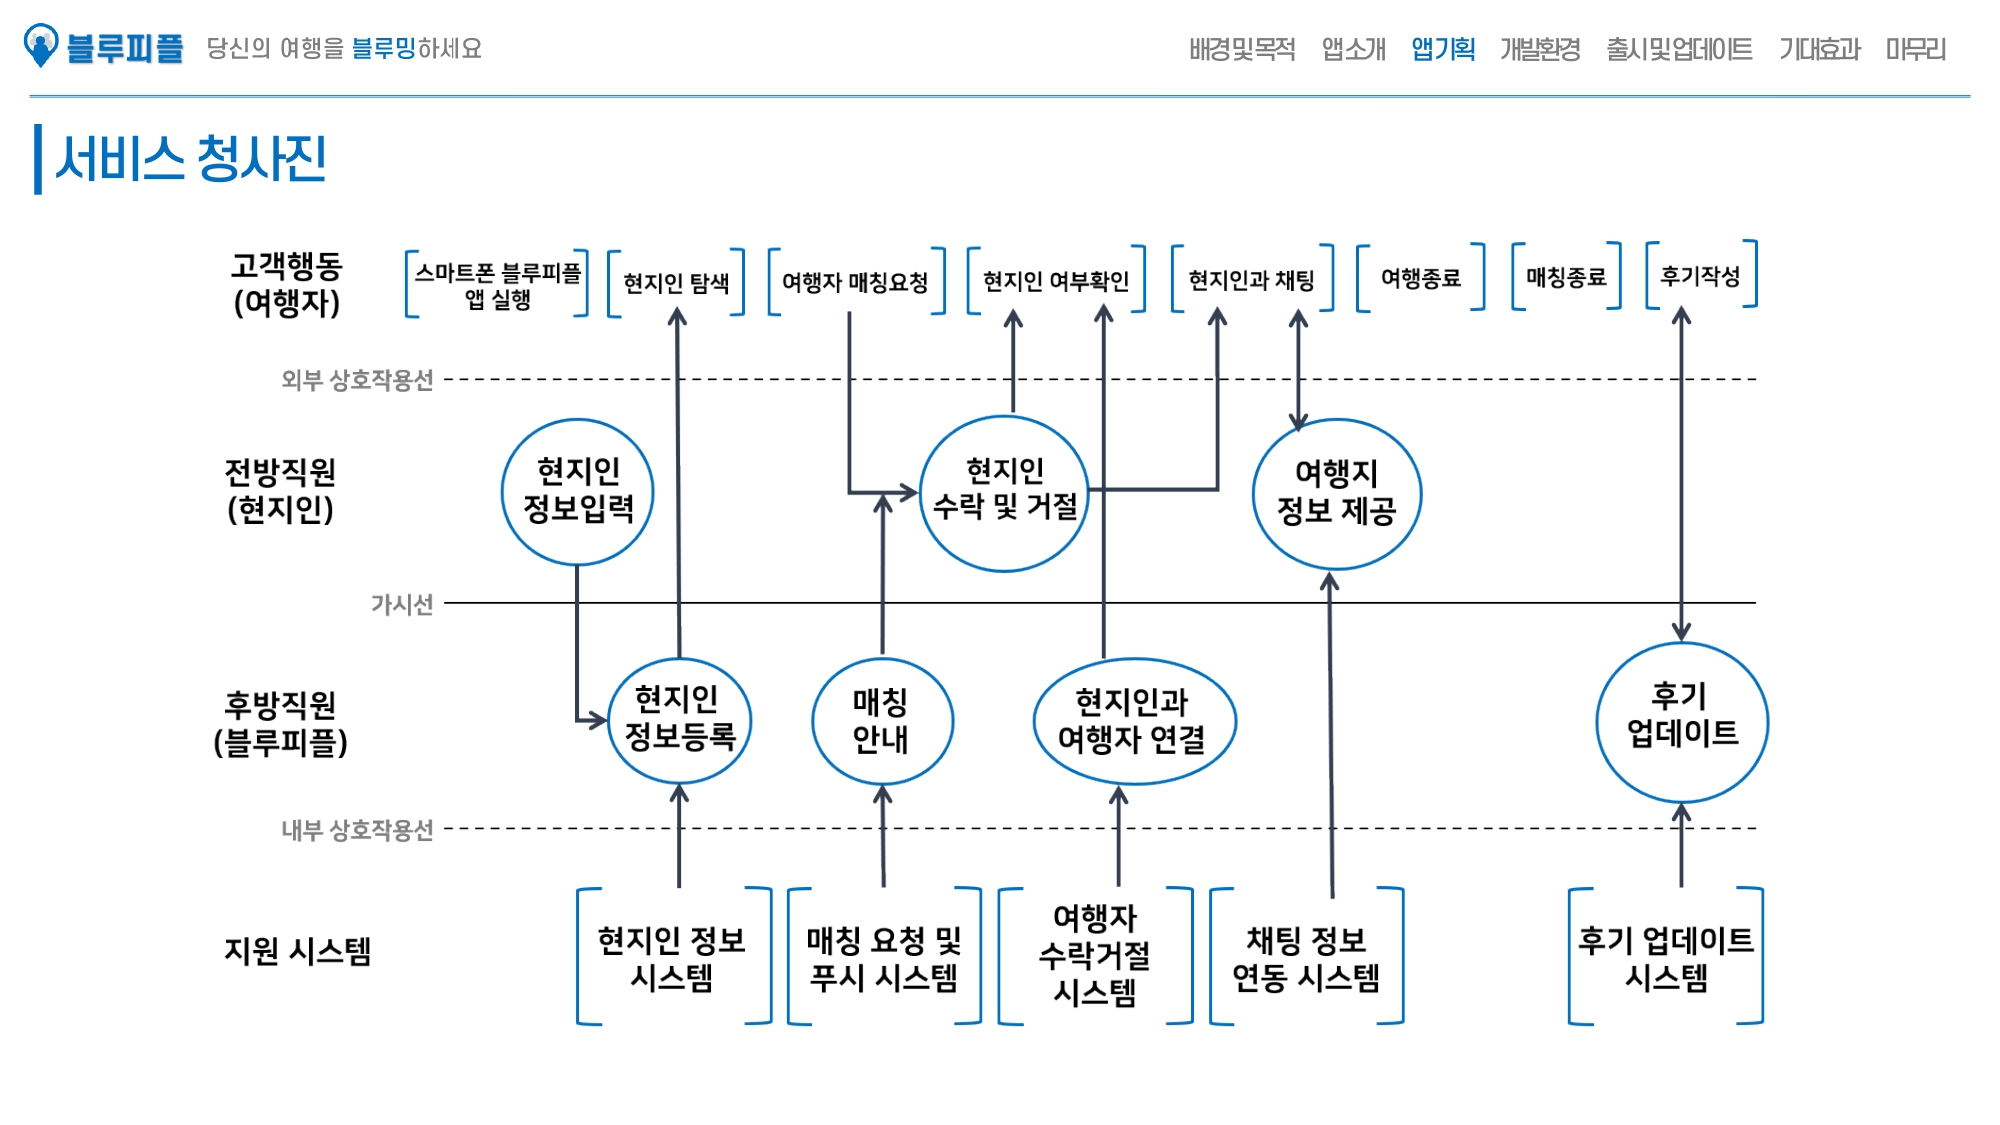 블루피플 당신의 여행을 블루밍하세요
배경및목적 앱소개 앱기획 개발환경 출시및업데이트 기대효과 마무리
서비스 청사진
고객행동
(여행자)
스마트폰 블루피플
앱 실행
현지인 탐색
여행자 매칭요청
현지인 여부확인
현지인과 채팅
여행종료
매칭종료
후기작성
외부 상호작용선
전방직원
(현지인)
현지인
정보입력
현지인
수락 및 거절
여행지
정보 제공
가시선
후방직원
(블루피플)
현지인
정보등록
매칭
안내
현지인과
여행자 연결
후기
업데이트
내부 상호작용선
지원 시스템
현지인 정보
시스템
매칭 요청 및
푸시 시스템
여행자
수락거절
시스템
채팅 정보
연동 시스템
후기 업데이트
시스템